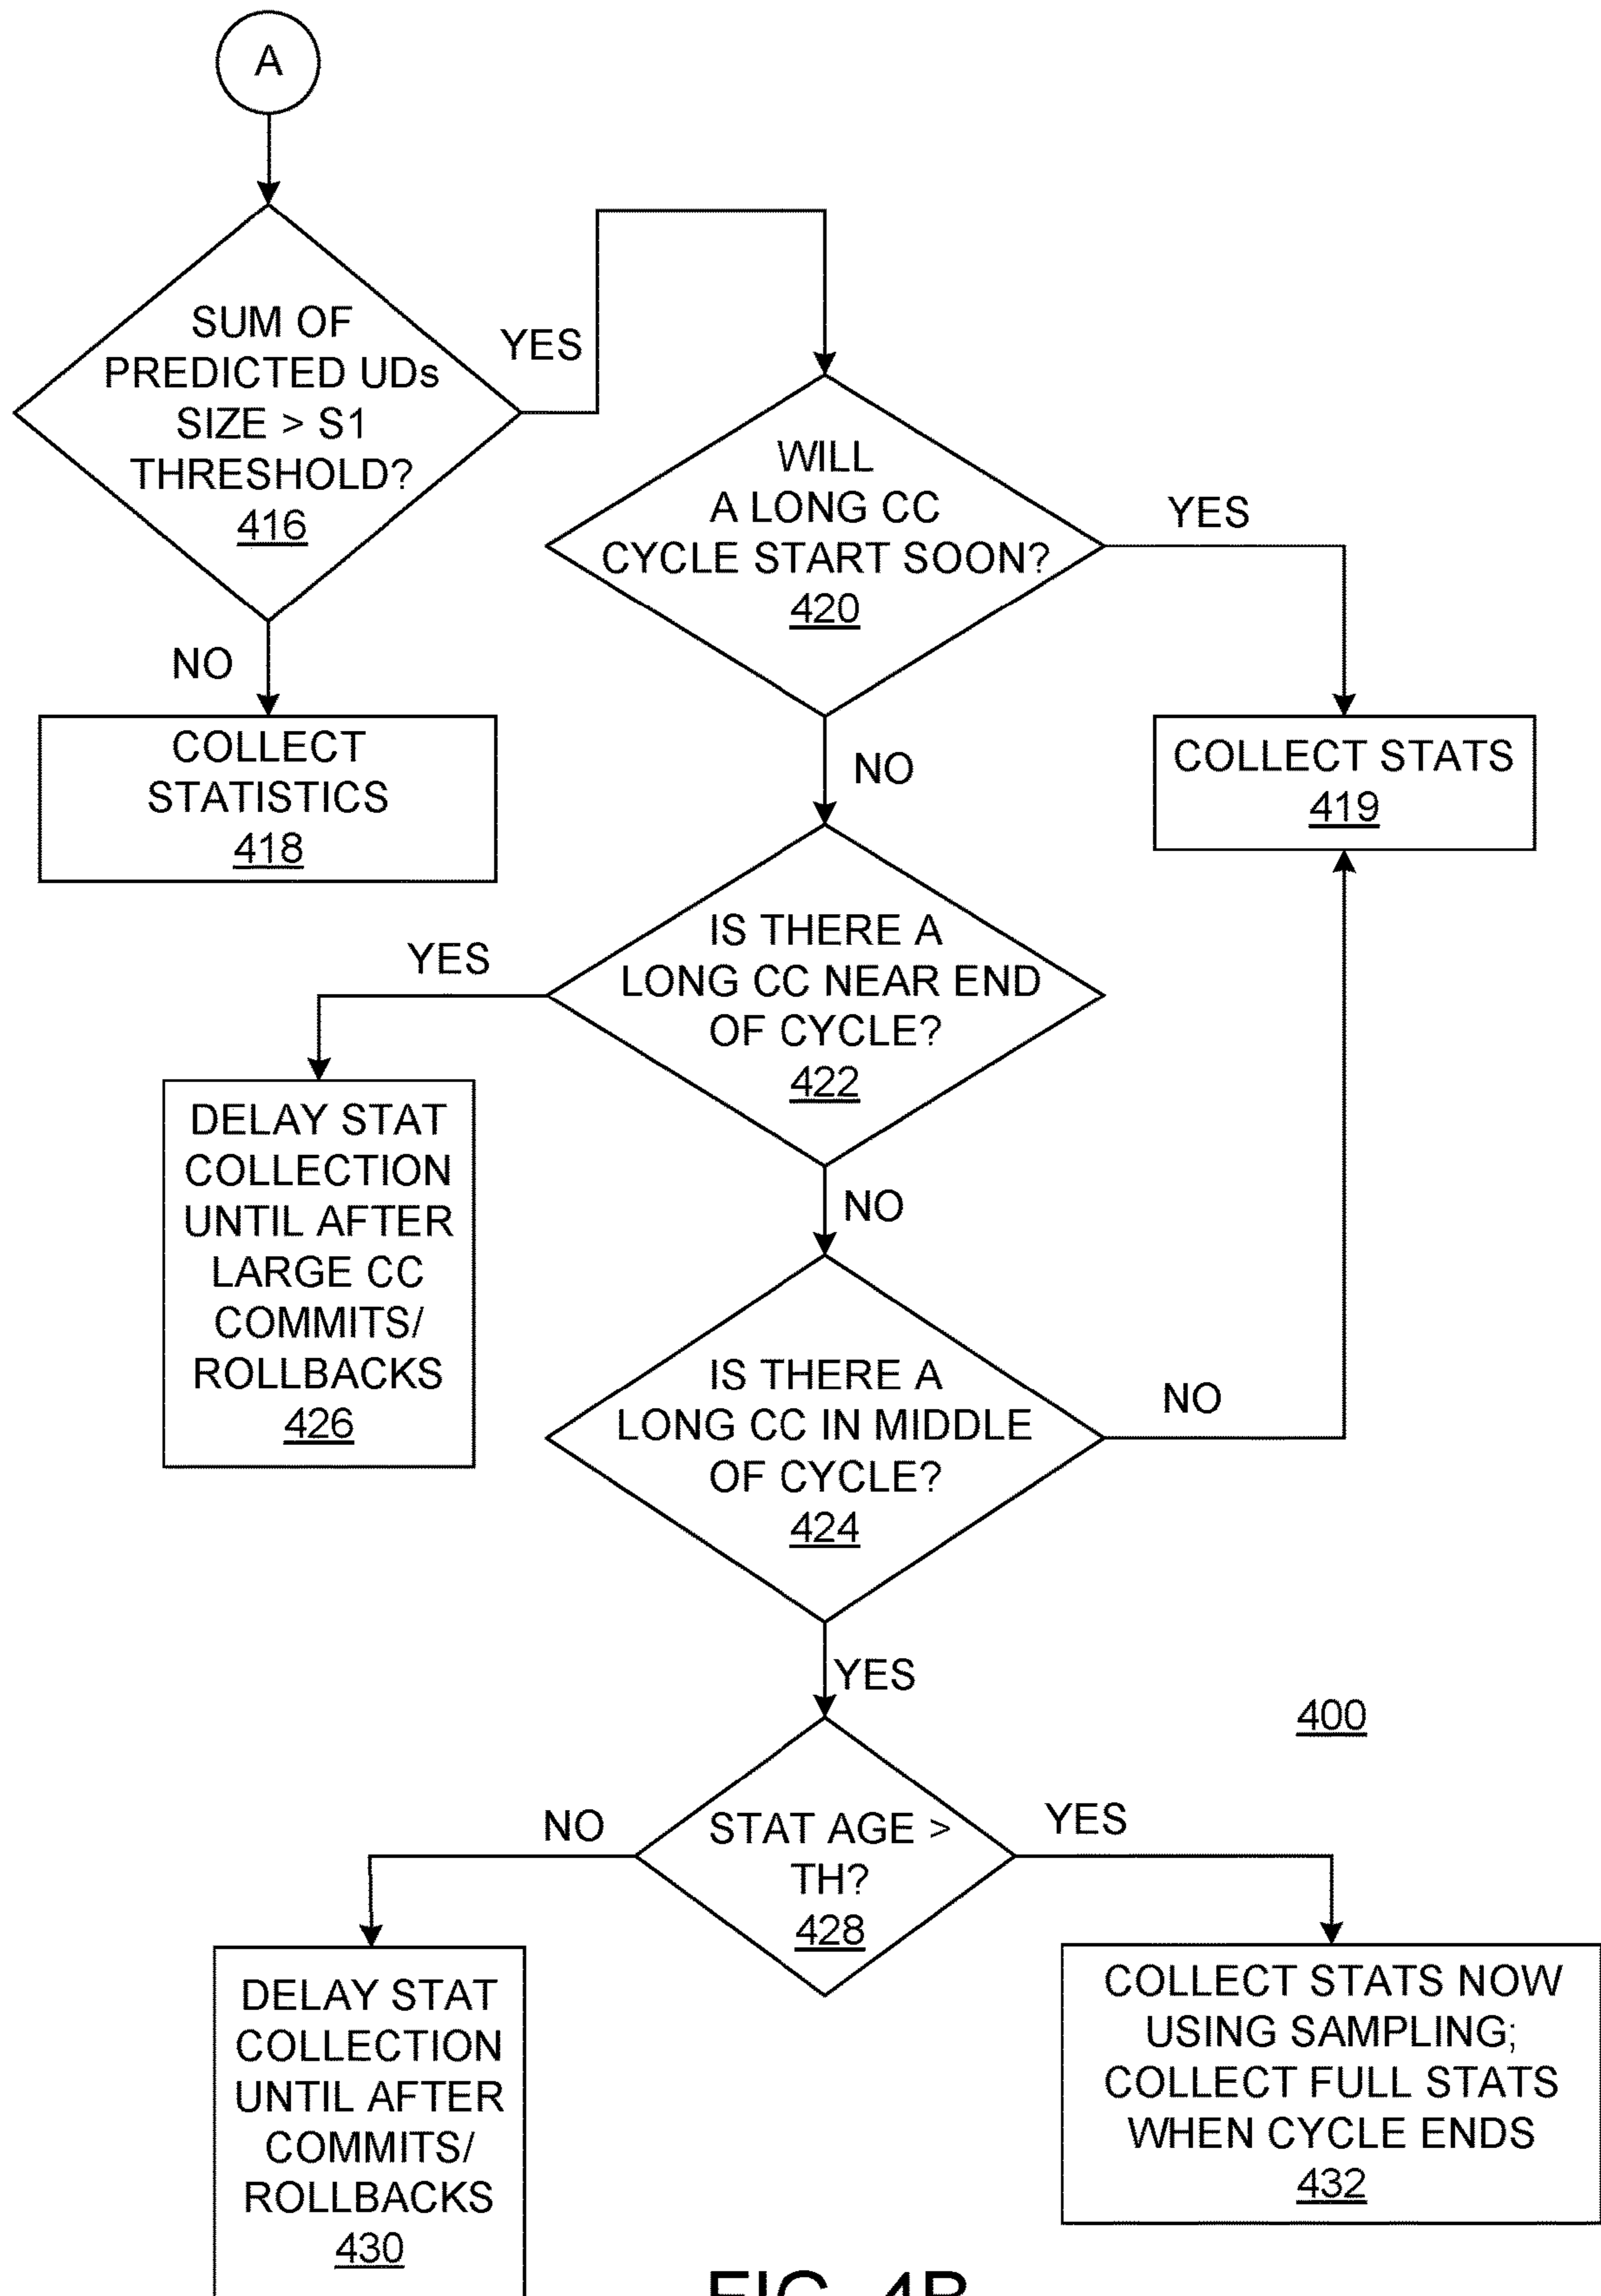 A
SUM OF
PREDICTED UDs
SIZE > S1
THRESHOLD?
416
YES
NO
COLLECT
STATISTICS
418
WILL
A LONG CC
CYCLE START SOON?
420
YES
NO
COLLECT STATS
419
IS THERE A
LONG CC NEAR END
OF CYCLE?
422
YES
NO
DELAY STAT
COLLECTION
UNTIL AFTER
LARGE CC
COMMITS/
ROLLBACKS
426
IS THERE A
LONG CC IN MIDDLE
OF CYCLE?
424
NO
YES
400
STAT AGE >
TH?
428
NO
YES
DELAY STAT
COLLECTION
UNTIL AFTER
COMMITS/
ROLLBACKS
430
COLLECT STATS NOW
USING SAMPLING;
COLLECT FULL STATS
WHEN CYCLE ENDS
432
FIG. 4B